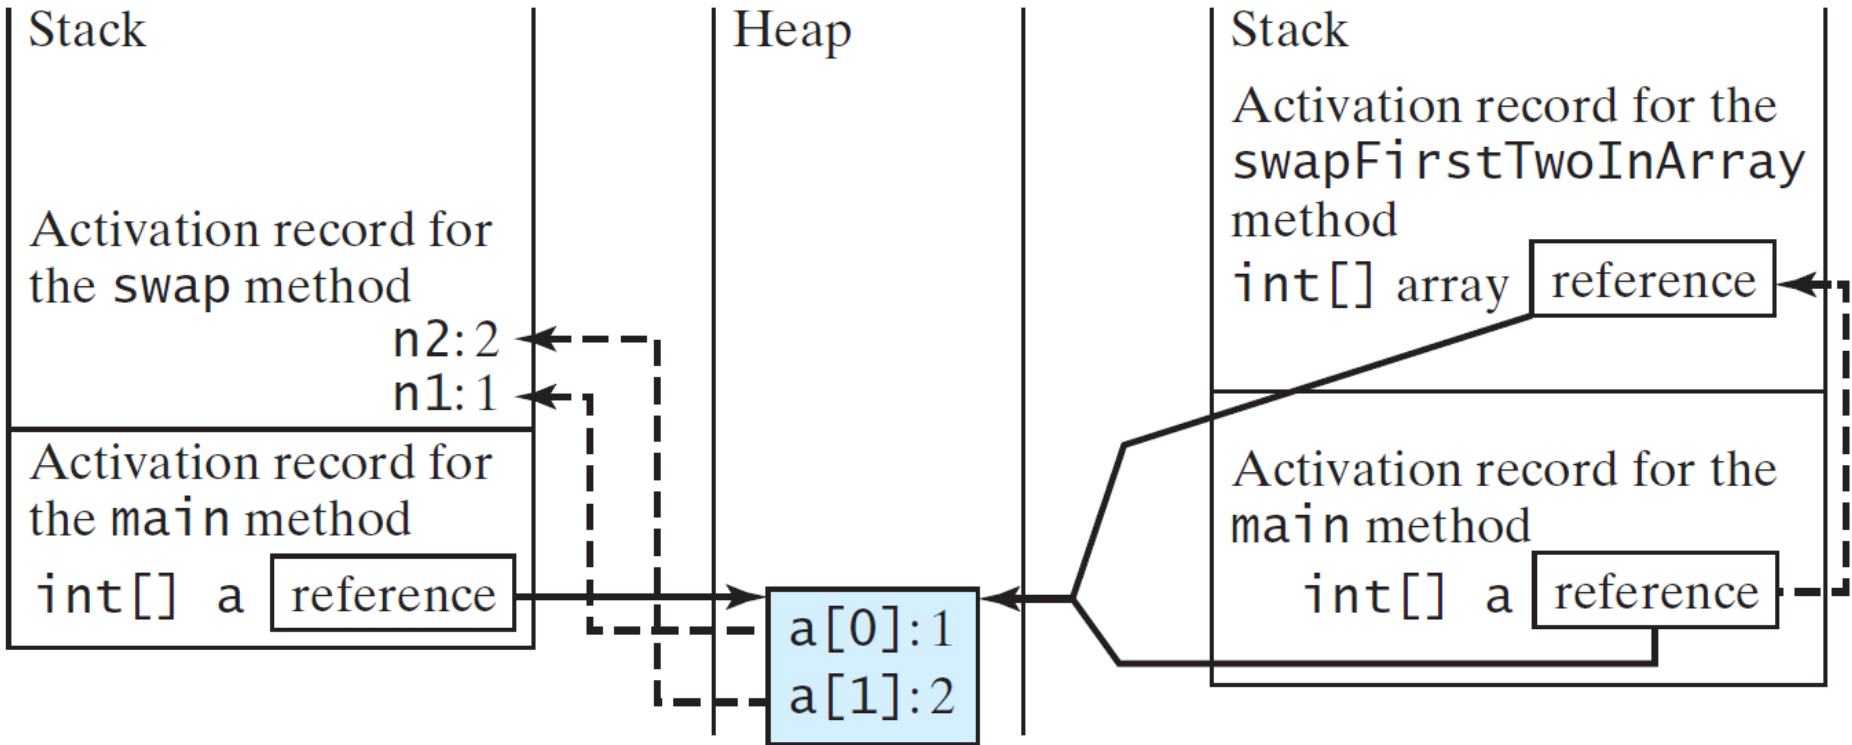 Stack
Activation record for
the swap method
n2: 2
n1: 1
Activation record for
the main method
int[] a reference
Heap
a[0]: 1
a[1]: 2
Stack
Activation record for the
swapFirstTwoInArray
method
int[] array reference
Activation record for the
main method
int[] a reference